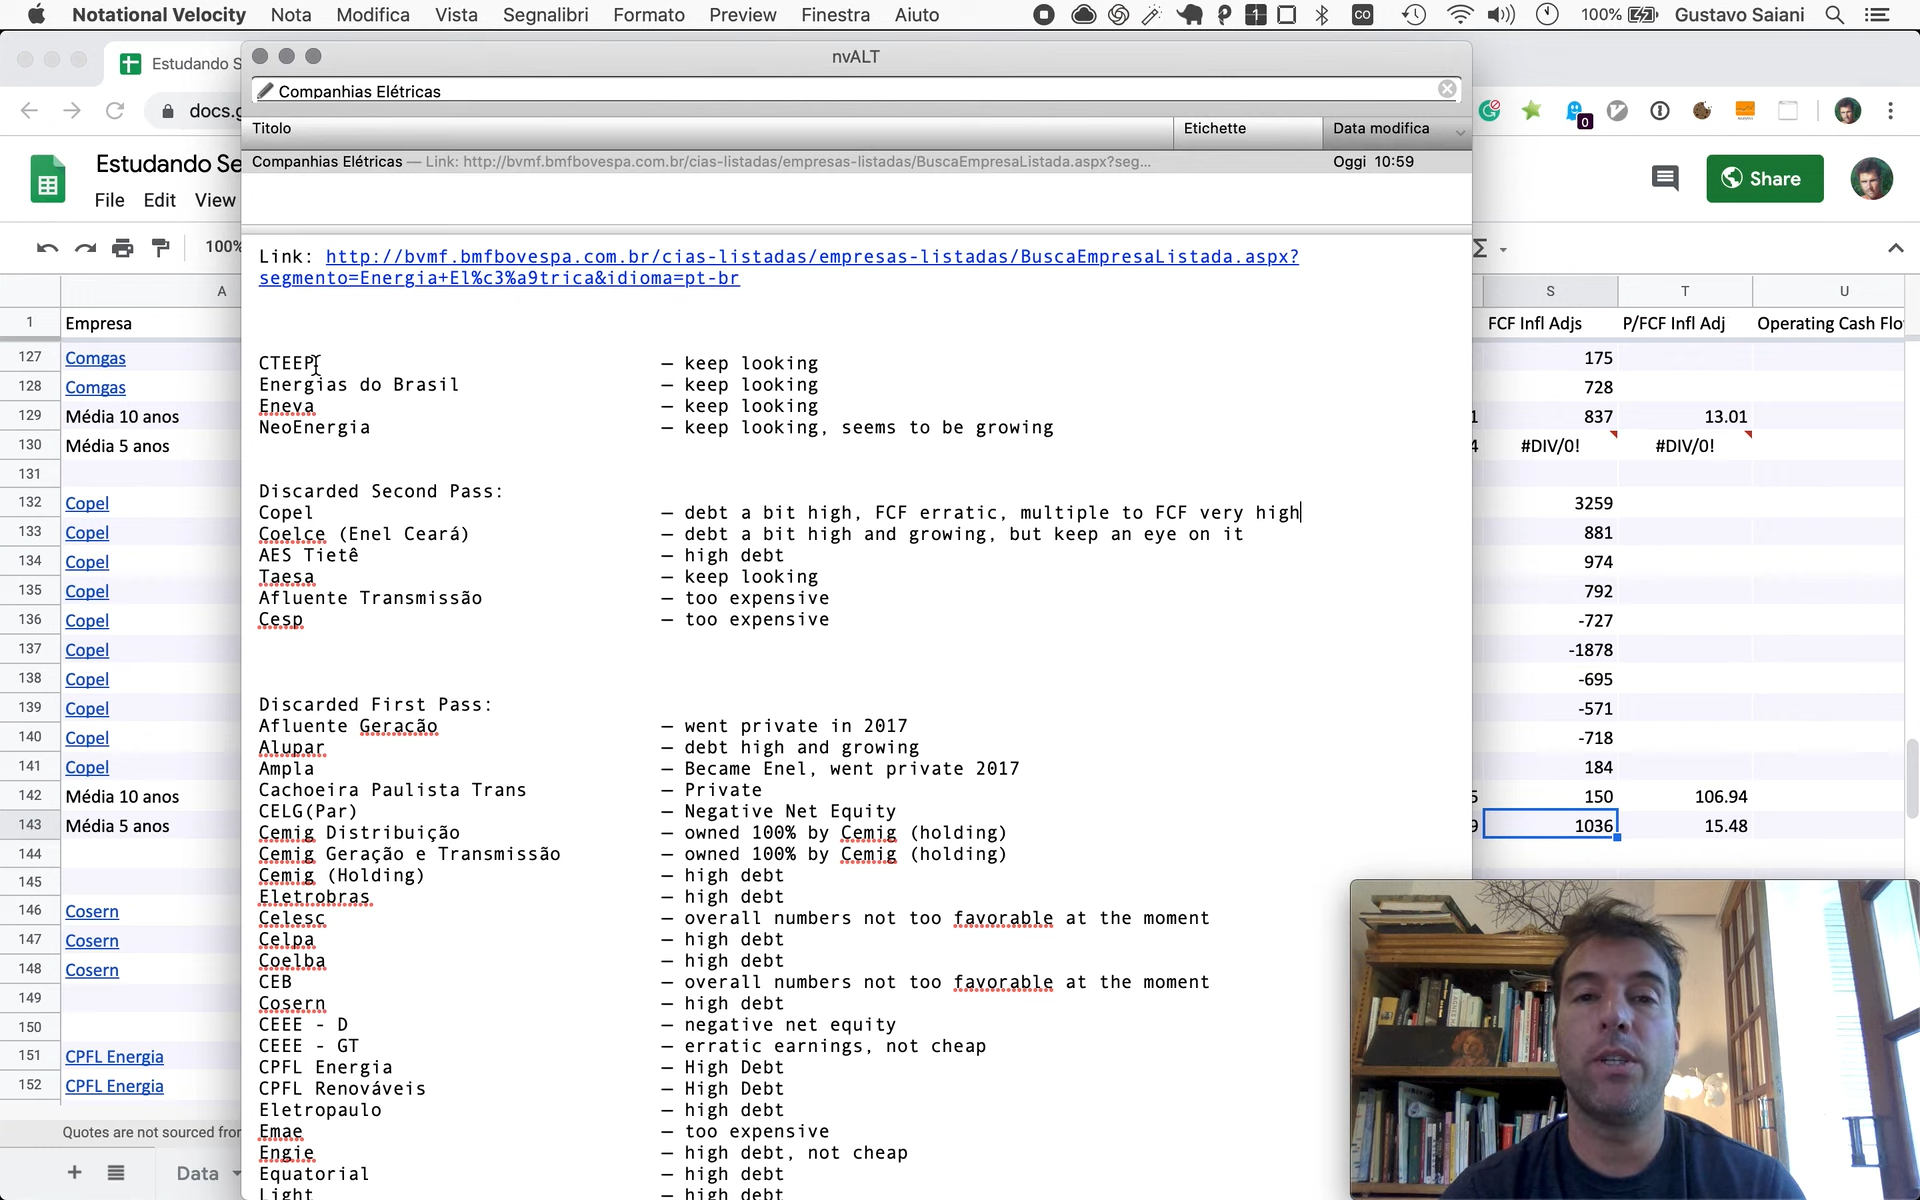 Notational Velocity Nota Modifica Vista Segnalibri Formato Preview Finestra Aiuto 100% Gustavo Saiani
nvALT
Estudando S
Companhias Elétricas
docs.g
Titolo Etichette Data modifica
Companhias Elétricas — Link: http://bvmf.bmfbovespa.com.br/cias-listadas/empresas-listadas/BuscaEmpresaListada.aspx?seg... Oggi 10:59
0
Estudando Se
File Edit View
Share
100%
Link: http://bvmf.bmfbovespa.com.br/cias-listadas/empresas-listadas/BuscaEmpresaListada.aspx?
segmento=Energia+El%c3%a9trica&idioma=pt-br
A S T U
1 Empresa FCF Infl Adjs P/FCF Infl Adj Operating Cash Flo
127 Comgas 175
128 Comgas 728
129 Média 10 anos 1 837 13.01
130 Média 5 anos 4 #DIV/0! #DIV/0!
131
132 Copel 3259
133 Copel 881
134 Copel 974
135 Copel 792
136 Copel -727
137 Copel -1878
138 Copel -695
139 Copel -571
140 Copel -718
141 Copel 184
142 Média 10 anos 5 150 106.94
143 Média 5 anos 9 1036 15.48
144
145
146 Cosern
147 Cosern
148 Cosern
149
150
151 CPFL Energia
152 CPFL Energia
Quotes are not sourced fror
Data
CTEEP — keep looking
Energias do Brasil — keep looking
Eneva — keep looking
NeoEnergia — keep looking, seems to be growing
Discarded Second Pass:
Copel — debt a bit high, FCF erratic, multiple to FCF very high
Coelce (Enel Ceará) — debt a bit high and growing, but keep an eye on it
AES Tietê — high debt
Taesa — keep looking
Afluente Transmissão — too expensive
Cesp — too expensive
Discarded First Pass:
Afluente Geracão — went private in 2017
Alupar — debt high and growing
Ampla — Became Enel, went private 2017
Cachoeira Paulista Trans — Private
CELG(Par) — Negative Net Equity
Cemig Distribuição — owned 100% by Cemig (holding)
Cemig Geração e Transmissão — owned 100% by Cemig (holding)
Cemig (Holding) — high debt
Eletrobras — high debt
Celesc — overall numbers not too favorable at the moment
Celpa — high debt
Coelba — high debt
CEB — overall numbers not too favorable at the moment
Cosern — high debt
CEEE - D — negative net equity
CEEE - GT — erratic earnings, not cheap
CPFL Energia — High Debt
CPFL Renováveis — High Debt
Eletropaulo — high debt
Emae — too expensive
Engie — high debt, not cheap
Equatorial — high debt
Light — high debt